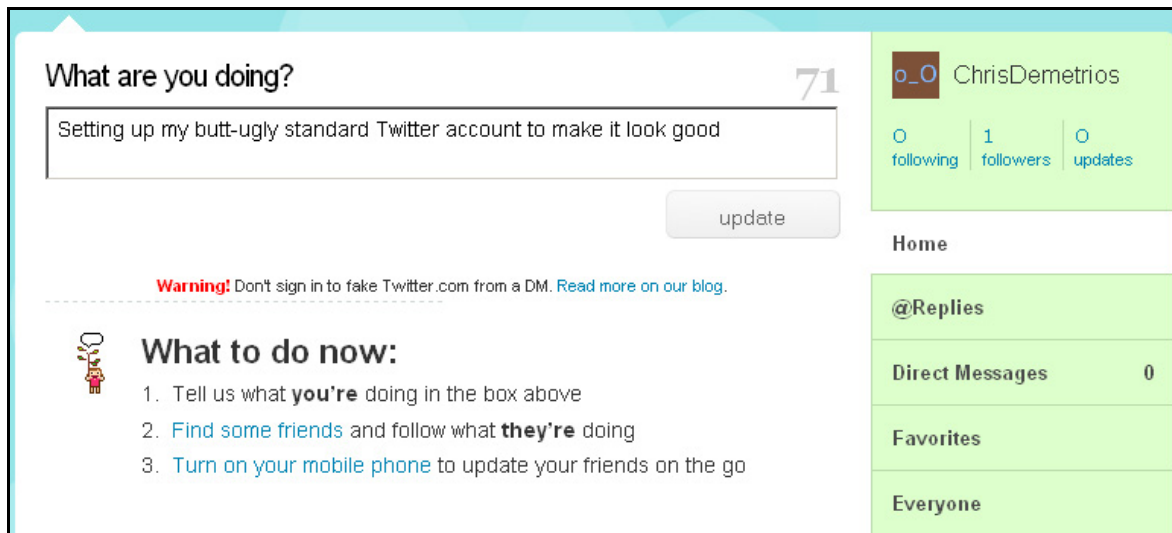 What are you doing?
71
Setting up my butt-ugly standard Twitter account to make it look good
update
Warning! Don't sign in to fake Twitter.com from a DM. Read more on our blog.
What to do now:
1. Tell us what you're doing in the box above
2. Find some friends and follow what they're doing
3. Turn on your mobile phone to update your friends on the go
o_O ChrisDemetrios
0 1 0
following followers updates
Home
@Replies
Direct Messages 0
Favorites
Everyone